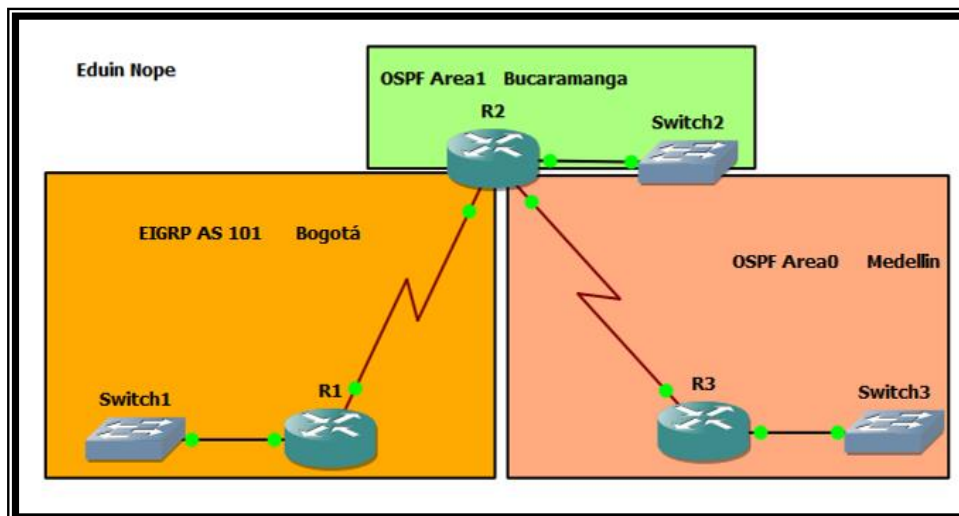 Eduin Nope
OSPF Area1 Bucaramanga
R2
Switch2
EIGRP AS 101 Bogotá
OSPF Area0 Medellin
Switch1
R1
R3
Switch3